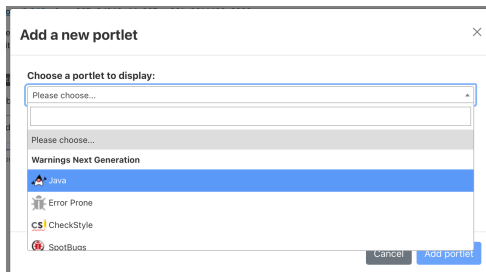 Add a new portlet
Choose a portlet to display:
Please choose...
Please choose...
Warnings Next Generation
Java
Error Prone
CS! CheckStyle
SpotBugs
Cancel Add portlet